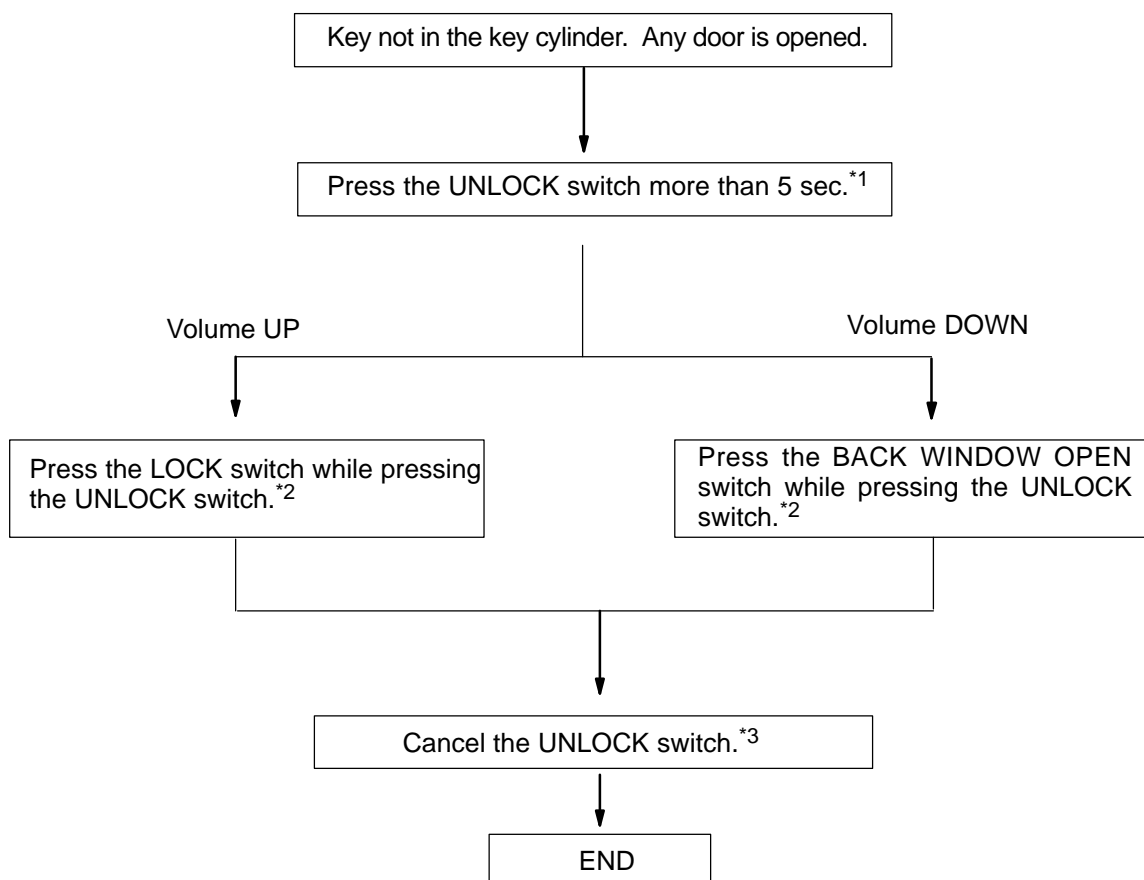 Key not in the key cylinder. Any door is opened.
Press the UNLOCK switch more than 5 sec.*1
Volume UP
Volume DOWN
Press the LOCK switch while pressing
the UNLOCK switch.*2
Press the BACK WINDOW OPEN
switch while pressing the UNLOCK
switch.*2
Cancel the UNLOCK switch.*3
END